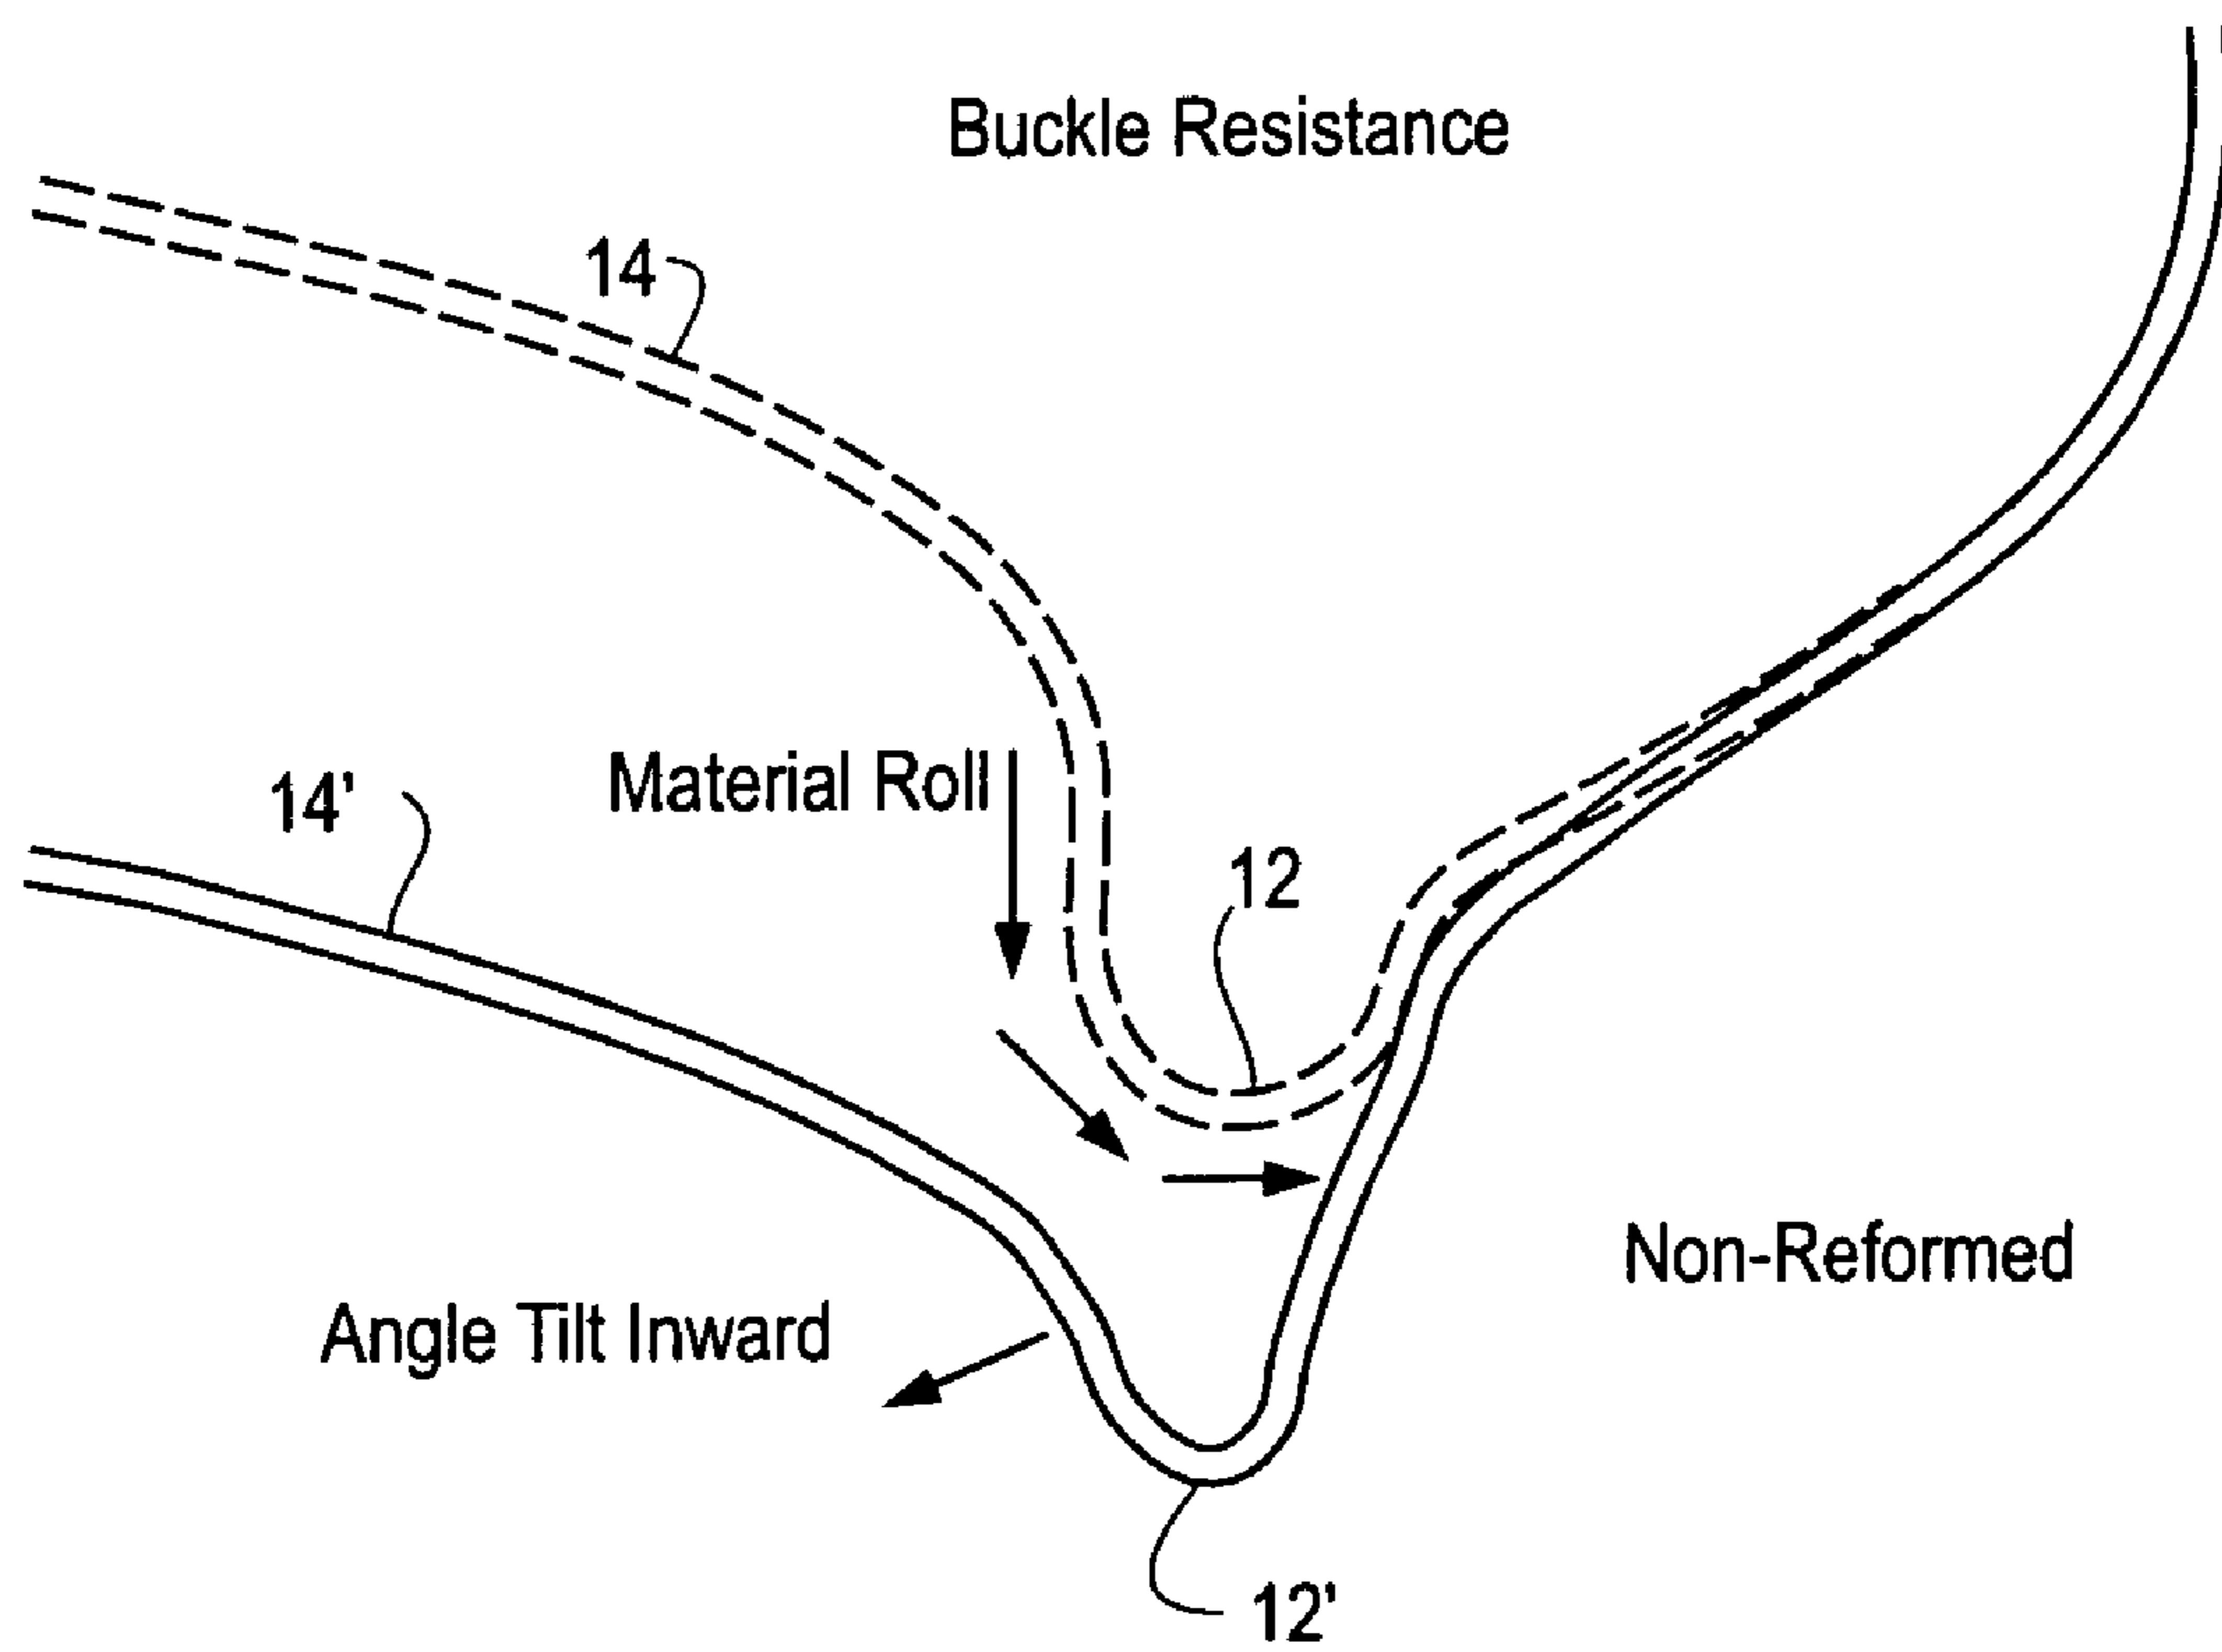 Buckle Resistance
14
Material Roll
14'
12
Non-Reformed
Angle Tilt Inward
12'